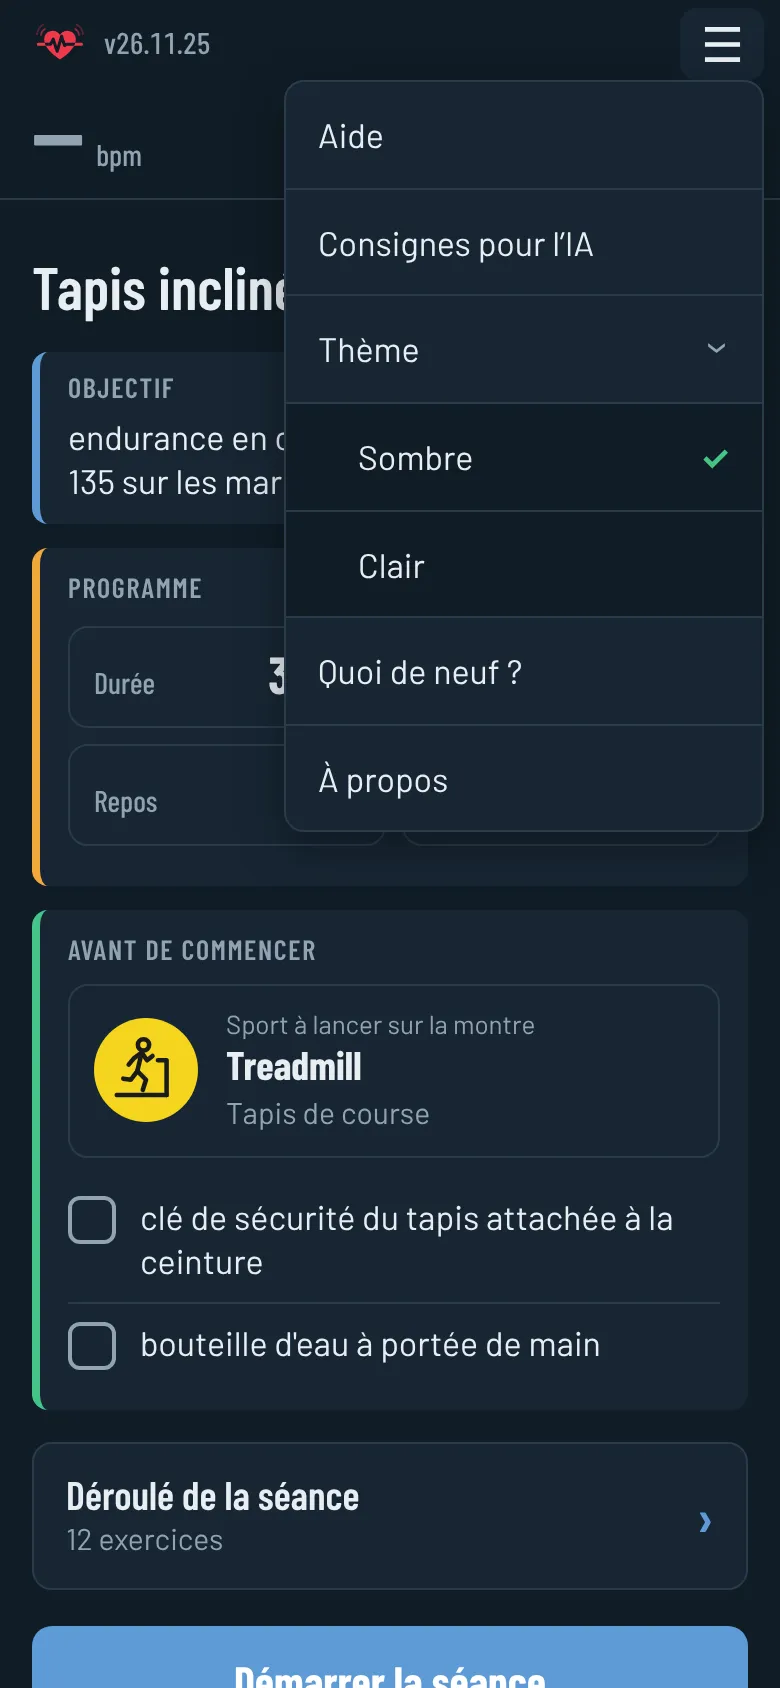 v26.11.25
bpm
Aide
Consignes pour l’IA
Thème
Sombre
Clair
Quoi de neuf ?
À propos
Tapis incliné
OBJECTIF
endurance en
135 sur les mar
PROGRAMME
Durée
Repos
AVANT DE COMMENCER
Sport à lancer sur la montre
Treadmill
Tapis de course
clé de sécurité du tapis attachée à la
ceinture
bouteille d'eau à portée de main
Déroulé de la séance
12 exercices
Démarrer la séance